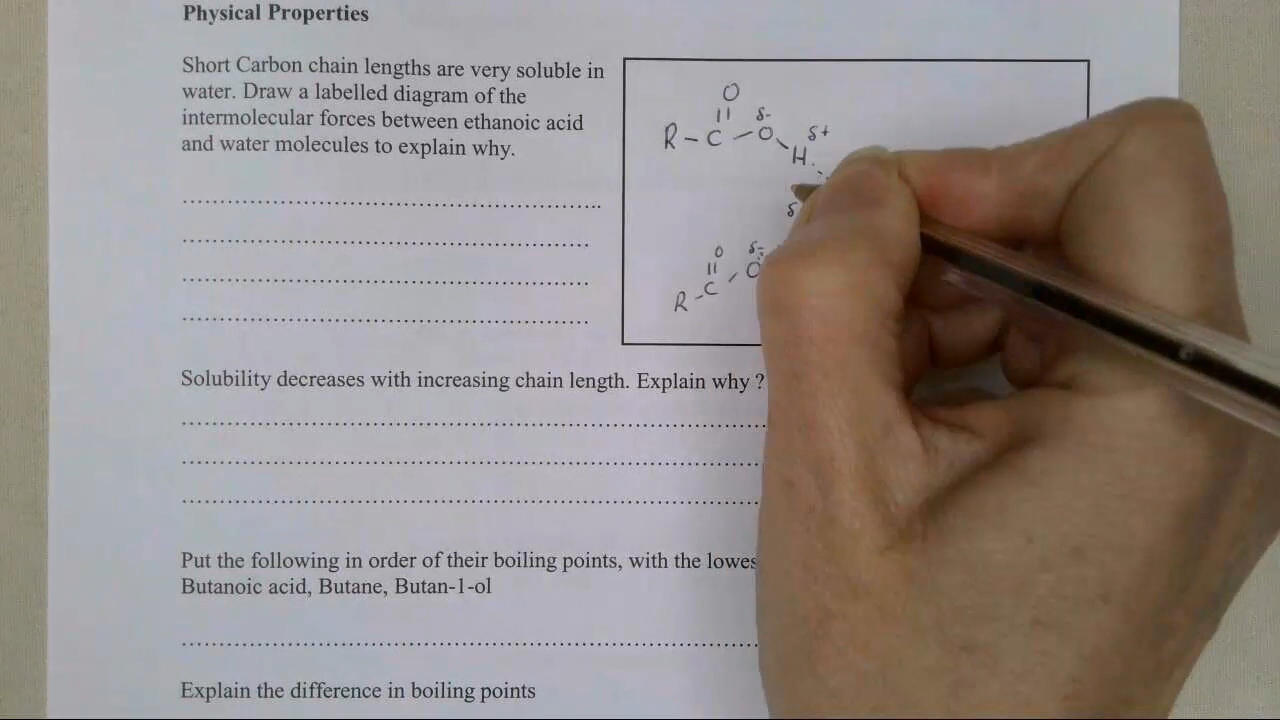 Physical Properties
Short Carbon chain lengths are very soluble in
water. Draw a labelled diagram of the
intermolecular forces between ethanoic acid
and water molecules to explain why.
O
δ-
R - C - O
δ+
H
δ
O
δ-
R - C - O
Solubility decreases with increasing chain length. Explain why ?
Put the following in order of their boiling points, with the lowes
Butanoic acid, Butane, Butan-1-ol
Explain the difference in boiling points